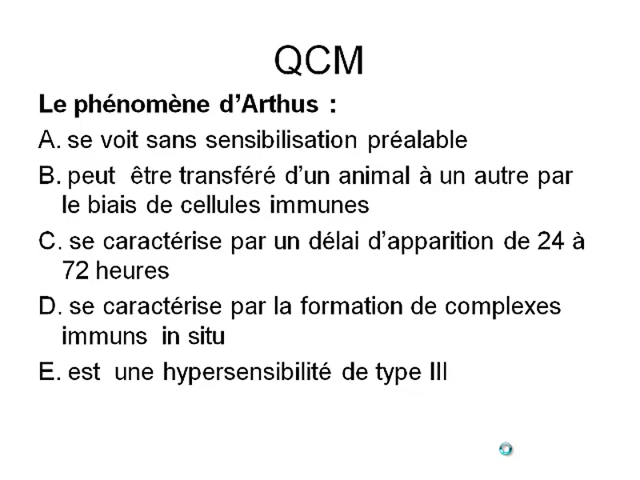 QCM
Le phénomène d’Arthus :
A. se voit sans sensibilisation préalable
B. peut être transféré d’un animal à un autre par
le biais de cellules immunes
C. se caractérise par un délai d’apparition de 24 à
72 heures
D. se caractérise par la formation de complexes
immuns in situ
E. est une hypersensibilité de type III